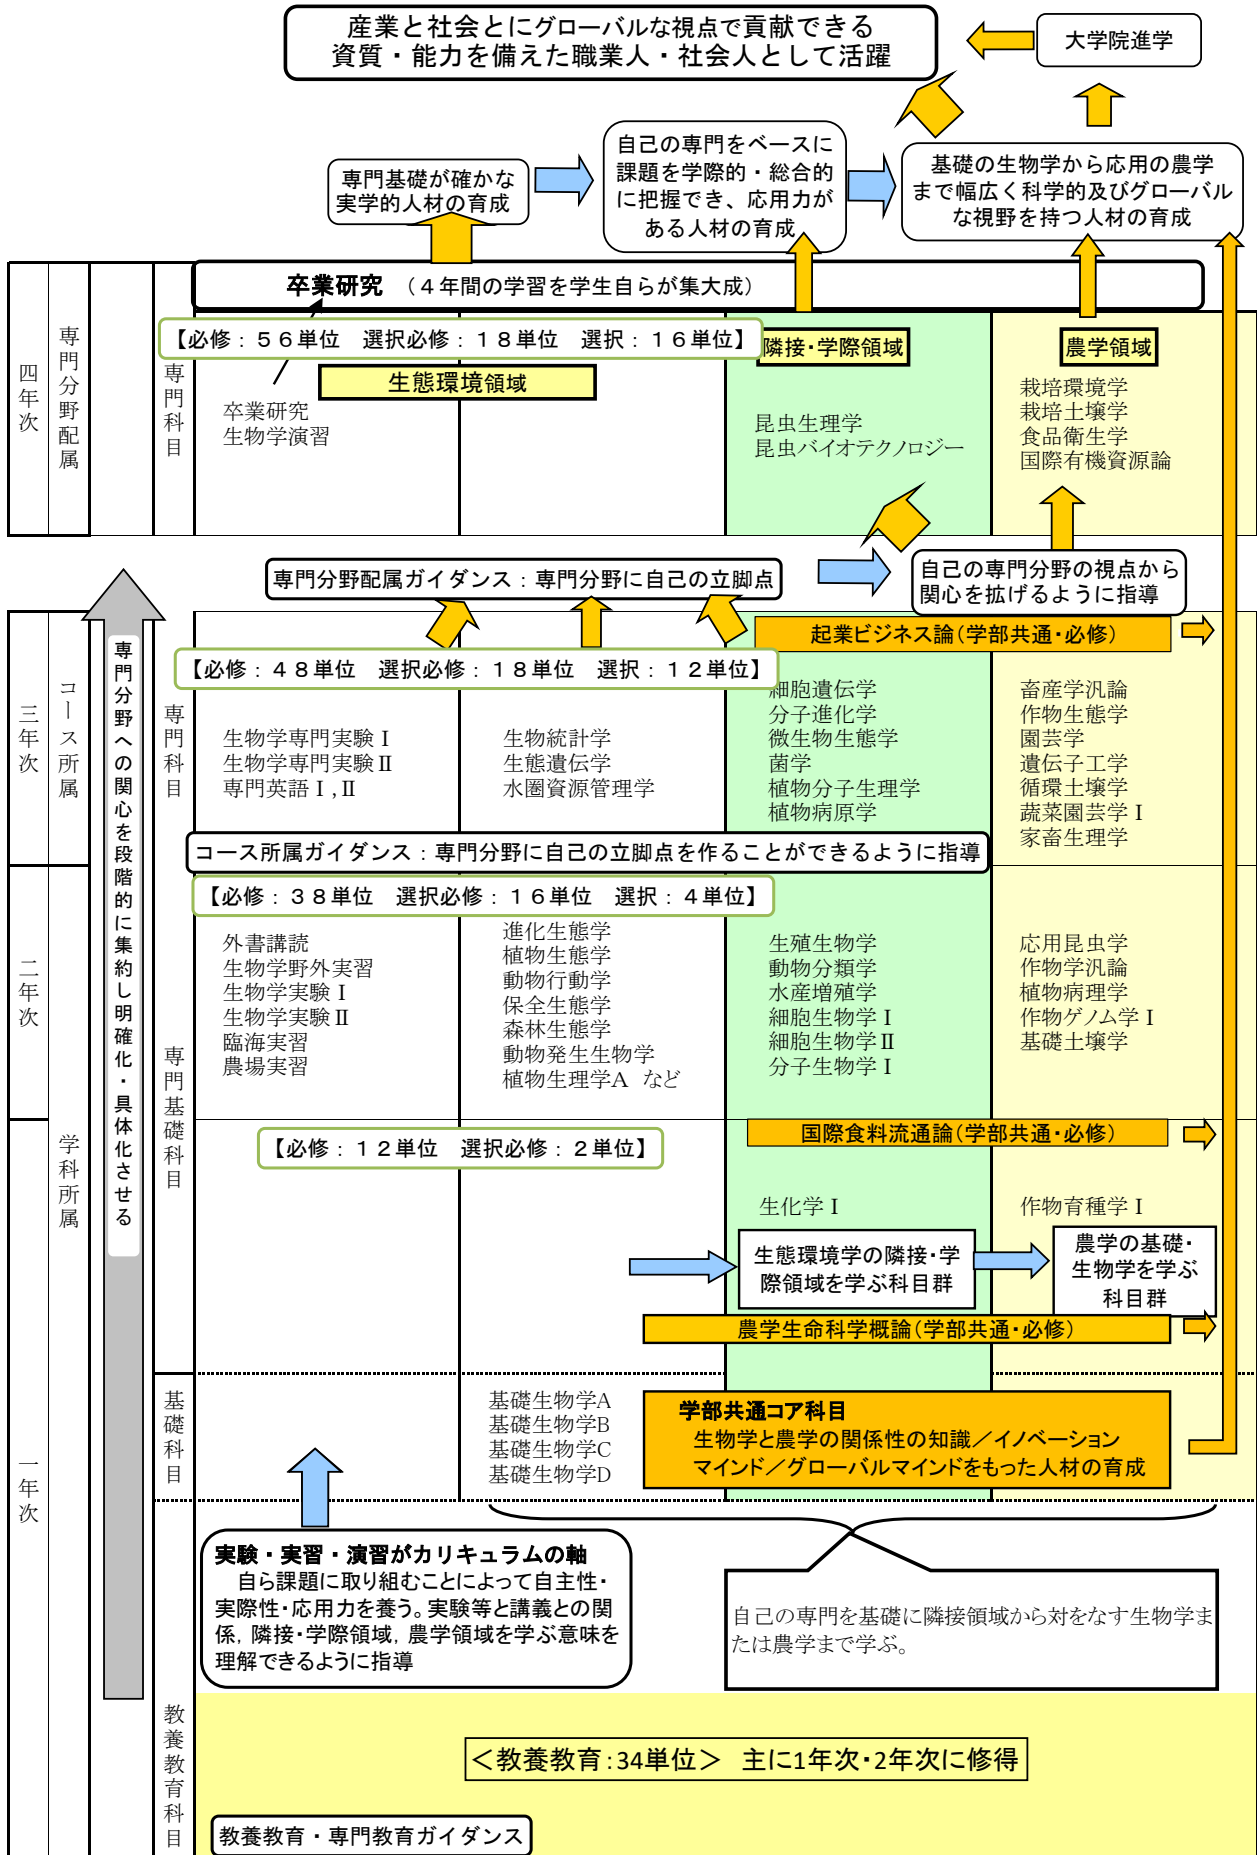 産業と社会とにグローバルな視点で貢献できる
資質・能力を備えた職業人・社会人として活躍
大学院進学
専門基礎が確かな
実学的人材の育成
自己の専門をベースに
課題を学際的・総合的
に把握でき、応用力が
ある人材の育成
基礎の生物学から応用の農学
まで幅広く科学的及びグローバル
な視野を持つ人材の育成
四年次
専門分野配属
専門科目
卒業研究 （４年間の学習を学生自らが集大成）
【必修：５６単位　選択必修：１８単位　選択：１６単位】
生態環境領域
隣接・学際領域
農学領域
卒業研究
生物学演習
昆虫生理学
昆虫バイオテクノロジー
栽培環境学
栽培土壌学
食品衛生学
国際有機資源論
専門分野配属ガイダンス：専門分野に自己の立脚点
自己の専門分野の視点から
関心を拡げるように指導
専門分野への関心を段階的に集約し明確化・具体化させる
三年次
コース所属
専門科目
起業ビジネス論(学部共通・必修)
【必修：４８単位　選択必修：１８単位　選択：１２単位】
生物学専門実験Ⅰ
生物学専門実験Ⅱ
専門英語Ⅰ,Ⅱ
生物統計学
生態遺伝学
水圏資源管理学
細胞遺伝学
分子進化学
微生物生態学
菌学
植物分子生理学
植物病原学
畜産学汎論
作物生態学
園芸学
遺伝子工学
循環土壌学
蔬菜園芸学Ⅰ
家畜生理学
コース所属ガイダンス：専門分野に自己の立脚点を作ることができるように指導
【必修：３８単位　選択必修：１６単位　選択：４単位】
二年次
学科所属
専門基礎科目
外書講読
生物学野外実習
生物学実験Ⅰ
生物学実験Ⅱ
臨海実習
農場実習
進化生態学
植物生態学
動物行動学
保全生態学
森林生態学
動物発生生物学
植物生理学A　など
生殖生物学
動物分類学
水産増殖学
細胞生物学Ⅰ
細胞生物学Ⅱ
分子生物学Ⅰ
応用昆虫学
作物学汎論
植物病理学
作物ゲノム学Ⅰ
基礎土壌学
一年次
【必修：１２単位　選択必修：２単位】
国際食料流通論(学部共通・必修)
生化学Ⅰ
作物育種学Ⅰ
生態環境学の隣接・学
際領域を学ぶ科目群
農学の基礎・
生物学を学ぶ
科目群
農学生命科学概論(学部共通・必修)
基礎科目
基礎生物学A
基礎生物学B
基礎生物学C
基礎生物学D
学部共通コア科目
生物学と農学の関係性の知識／イノベーション
マインド／グローバルマインドをもった人材の育成
実験・実習・演習がカリキュラムの軸
自ら課題に取り組むことによって自主性・
実際性・応用力を養う。実験等と講義との関
係, 隣接・学際領域, 農学領域を学ぶ意味を
理解できるように指導
自己の専門を基礎に隣接領域から対をなす生物学ま
たは農学まで学ぶ。
教養教育科目
＜教養教育：34単位＞　主に1年次・2年次に修得
教養教育・専門教育ガイダンス